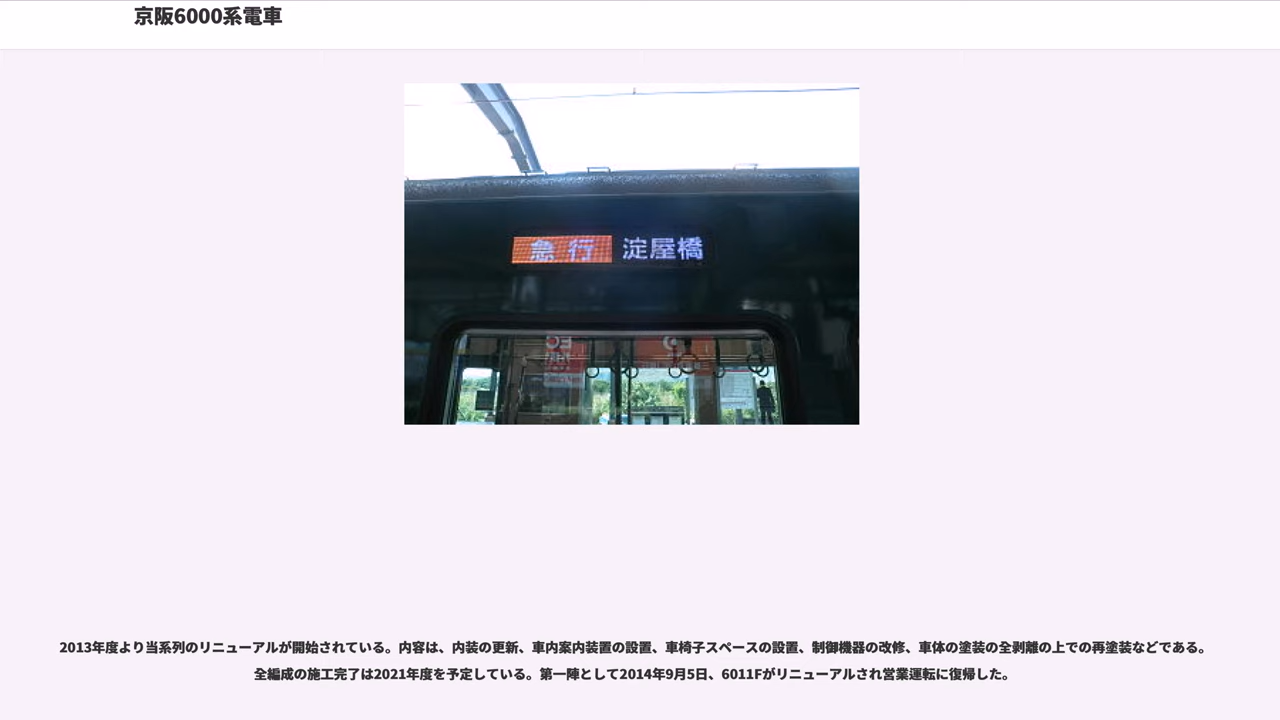 京阪6000系電車
急行 淀屋橋
2013年度より当系列のリニューアルが開始されている。内容は、内装の更新、車内案内装置の設置、車椅子スペースの設置、制御機器の改修、車体の塗装の全剥離の上での再塗装などである。
全編成の施工完了は2021年度を予定している。第一陣として2014年9月5日、6011Fがリニューアルされ営業運転に復帰した。